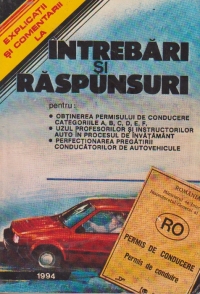 EXPLICAȚII
ȘI COMENTARII
LA
ÎNTREBĂRI
ȘI
RĂSPUNSURI
pentru:
• OBȚINEREA PERMISULUI DE CONDUCERE
CATEGORIILE A, B, C, D, E, F.
• UZUL PROFESORILOR ȘI INSTRUCTORILOR
AUTO ÎN PROCESUL DE ÎNVĂȚĂMÂNT
• PERFECȚIONAREA PREGĂTIRII
CONDUCĂTORILOR DE AUTOVEHICULE
ROMÂNIA
RO
PERMIS DE CONDUCERE
Permis de conduire
1994